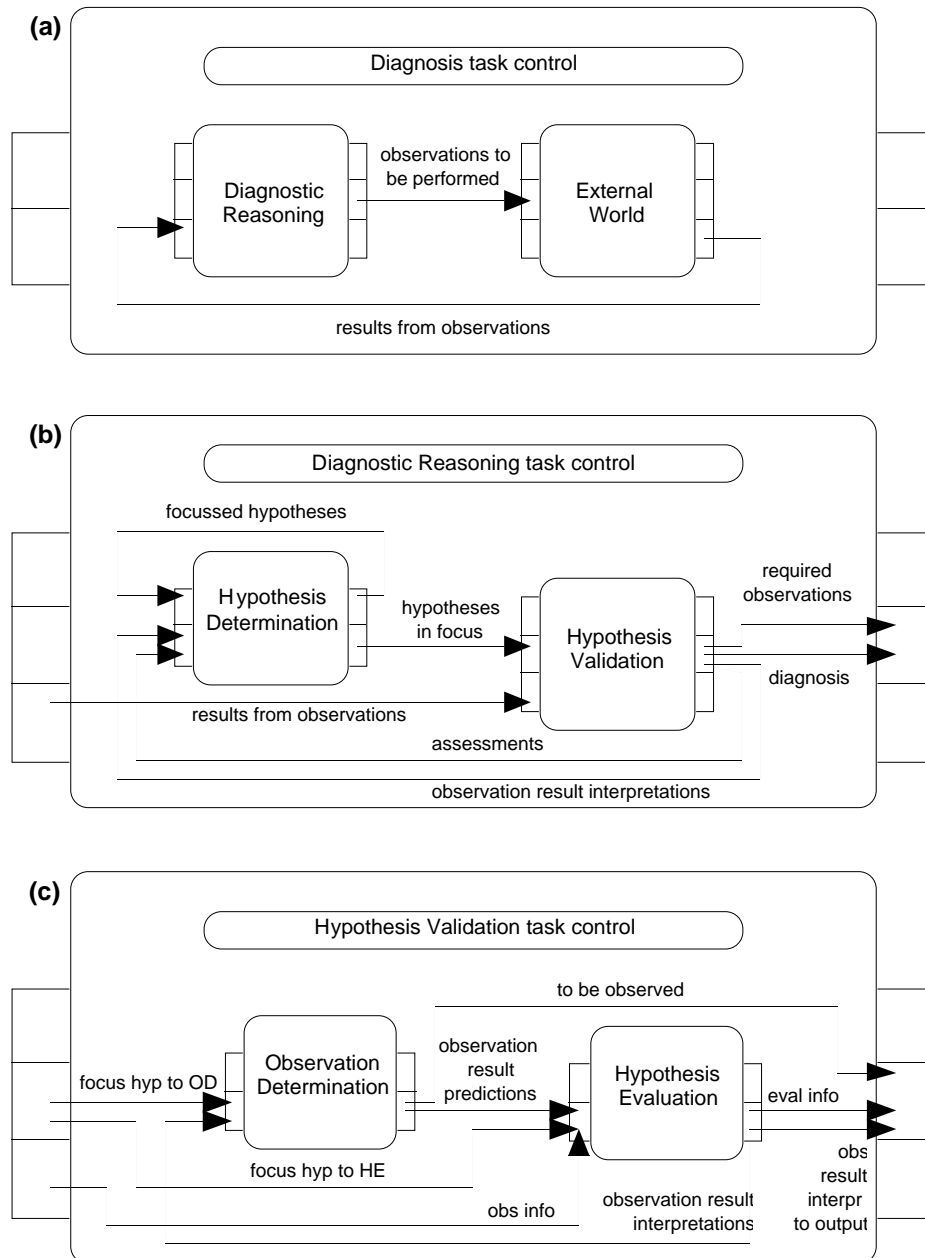 (a)
Diagnosis task control
Diagnostic
Reasoning
observations to
be performed
External
World
results from observations
(b)
Diagnostic Reasoning task control
focussed hypotheses
Hypothesis
Determination
hypotheses
in focus
Hypothesis
Validation
required
observations
diagnosis
results from observations
assessments
observation result interpretations
(c)
Hypothesis Validation task control
to be observed
focus hyp to OD
Observation
Determination
observation
result
predictions
Hypothesis
Evaluation
eval info
focus hyp to HE
obs info
observation result
interpretations
obs
result
interpr
to output